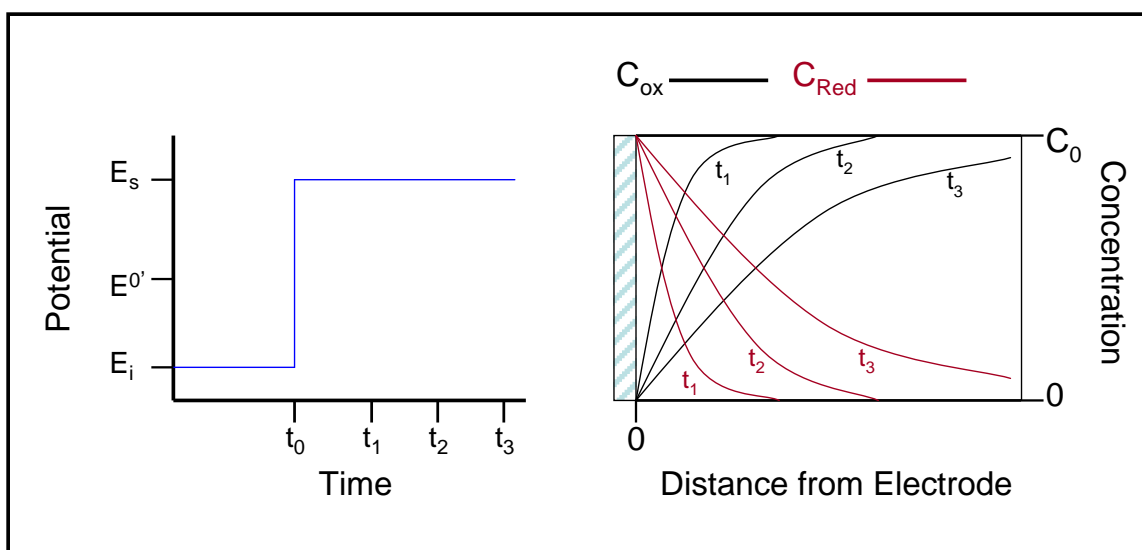 C_ox C_Red
Potential
E_s
E^0'
E_i
t_0 t_1 t_2 t_3
Time
t_1 t_2 t_3
t_1 t_2 t_3
C_0
0
Concentration
0
Distance from Electrode